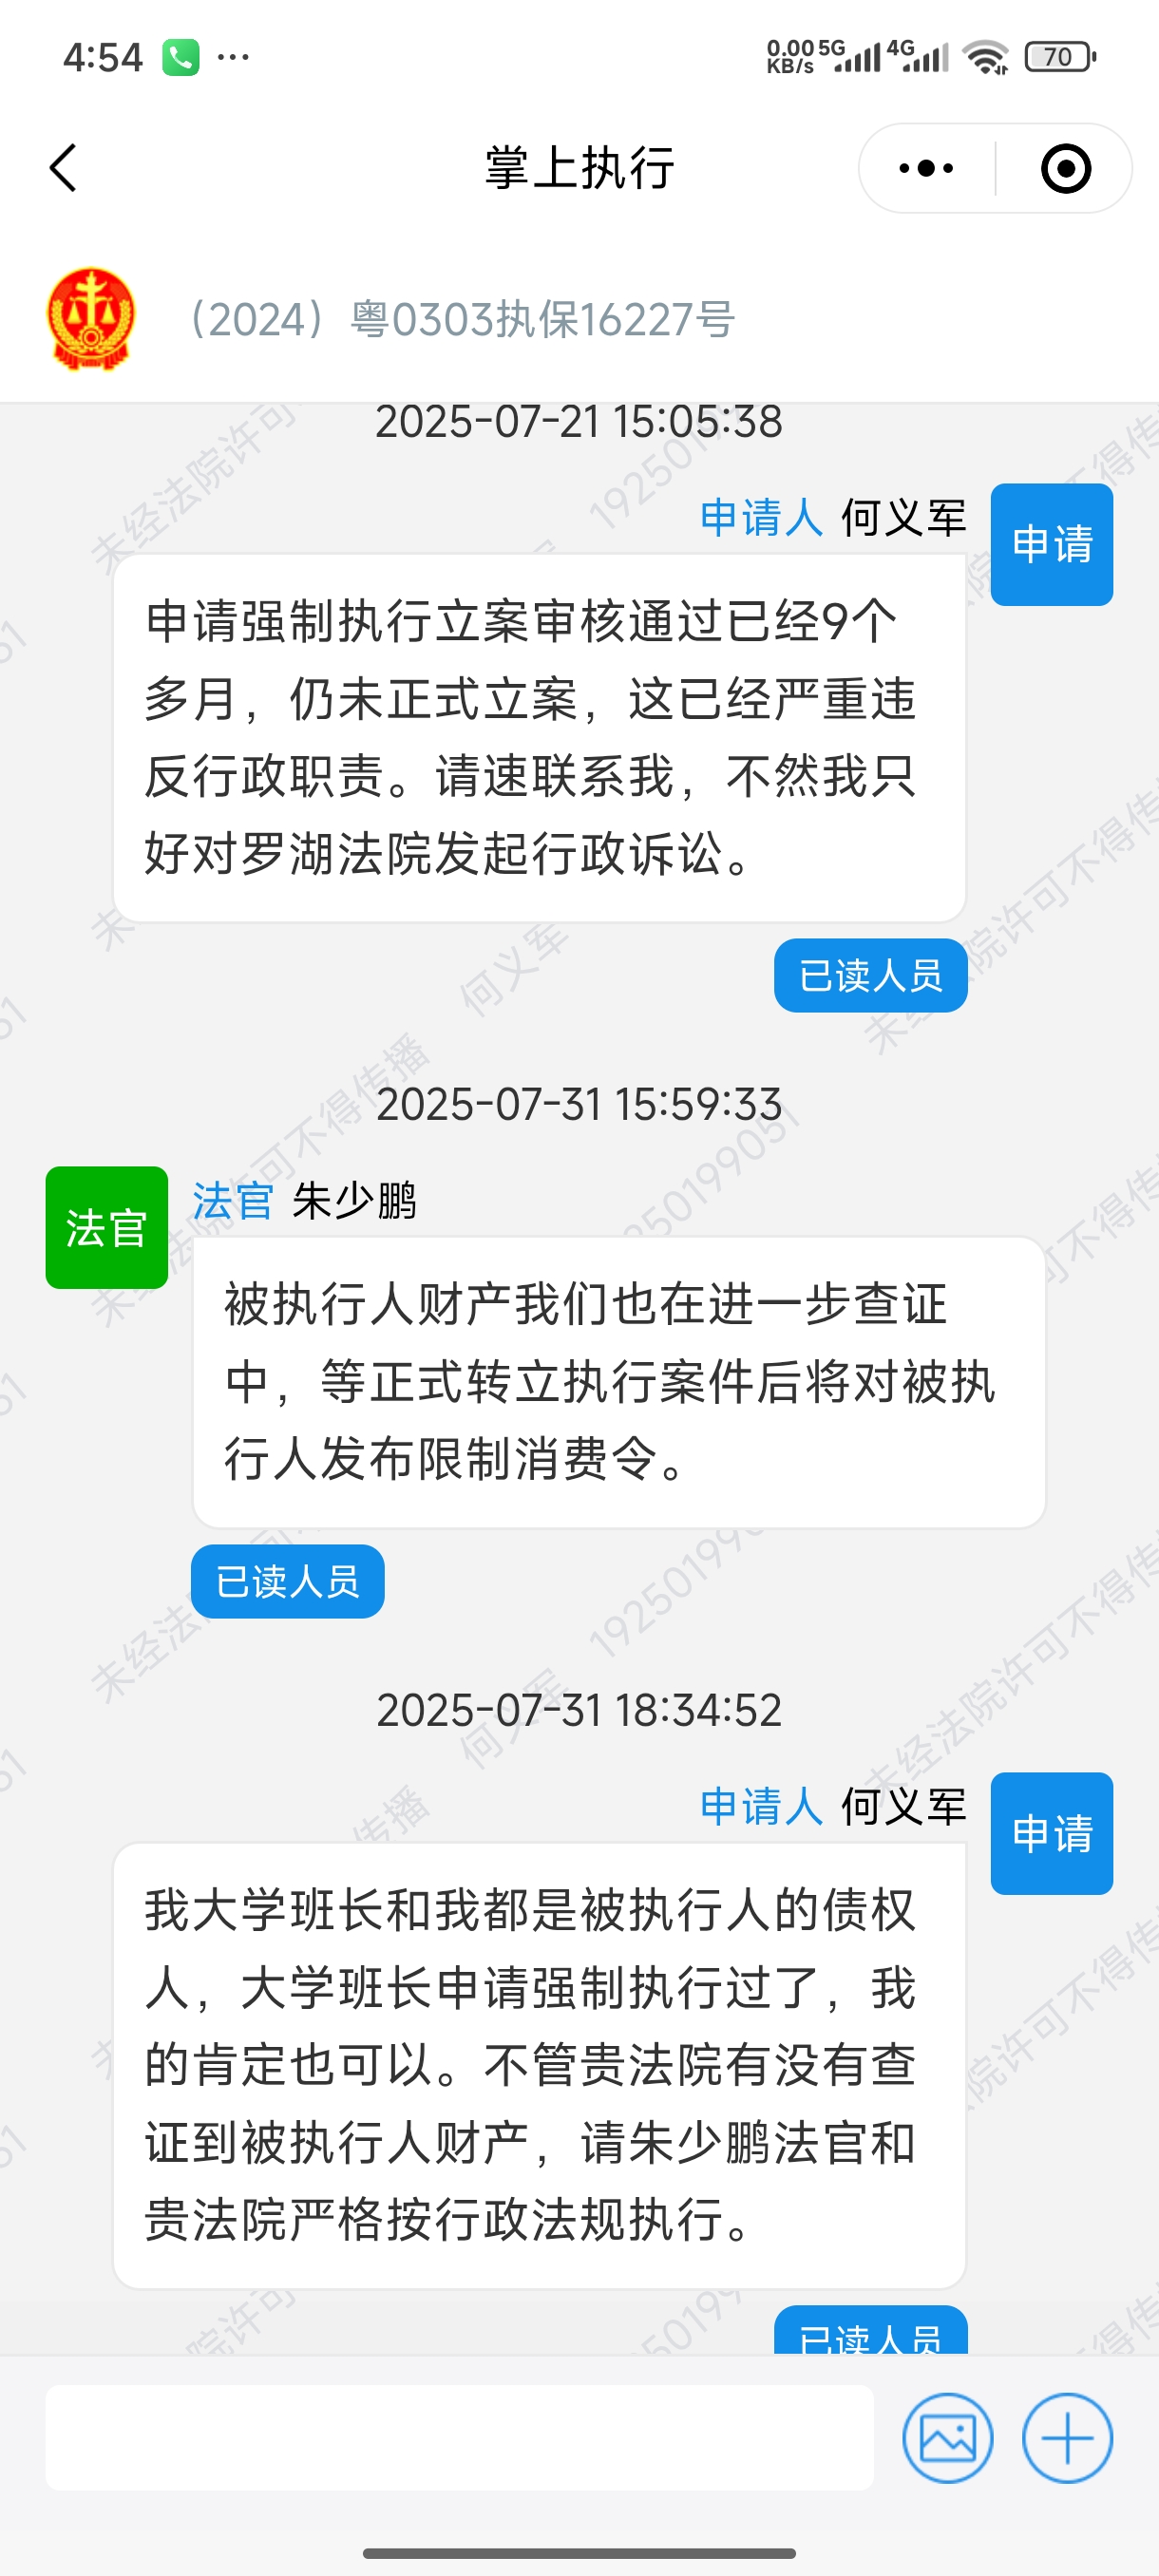 4:54 ...
0.00 KB/s 5G 4G 70
掌上执行
（2024）粤0303执保16227号
2025-07-21 15:05:38
申请人 何义军
申请
申请强制执行立案审核通过已经9个
多月，仍未正式立案，这已经严重违
反行政职责。请速联系我，不然我只
好对罗湖法院发起行政诉讼。
已读人员
2025-07-31 15:59:33
法官
法官 朱少鹏
被执行人财产我们也在进一步查证
中，等正式转立执行案件后将对被执
行人发布限制消费令。
已读人员
2025-07-31 18:34:52
申请人 何义军
申请
我大学班长和我都是被执行人的债权
人，大学班长申请强制执行过了，我
的肯定也可以。不管贵法院有没有查
证到被执行人财产，请朱少鹏法官和
贵法院严格按行政法规执行。
已读人员
未经法院许可不得传播 何义军 19250199051